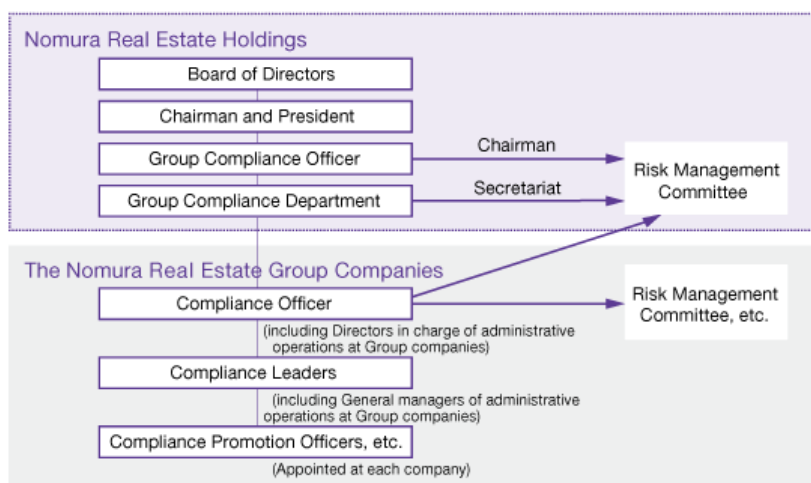 Nomura Real Estate Holdings
Board of Directors
Chairman and President
Group Compliance Officer
Chairman
Group Compliance Department
Secretariat
Risk Management
Committee
The Nomura Real Estate Group Companies
Compliance Officer
(including Directors in charge of administrative
operations at Group companies)
Risk Management
Committee, etc.
Compliance Leaders
(including General managers of administrative
operations at Group companies)
Compliance Promotion Officers, etc.
(Appointed at each company)